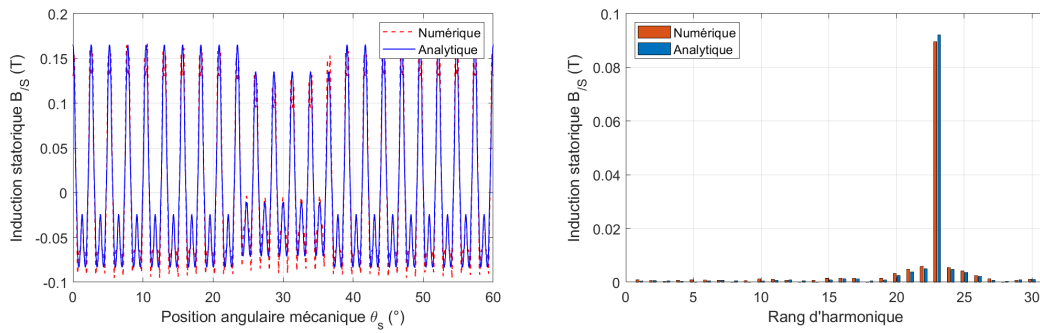 0.2
0.15
0.1
0.05
0
-0.05
-0.1
0 10 20 30 40 50 60
Induction statorique B/S (T)
Position angulaire mécanique θs (°)
Numérique
Analytique
0.1
0.08
0.06
0.04
0.02
0
0 5 10 15 20 25 30
Induction statorique B/S (T)
Rang d'harmonique
Numérique
Analytique